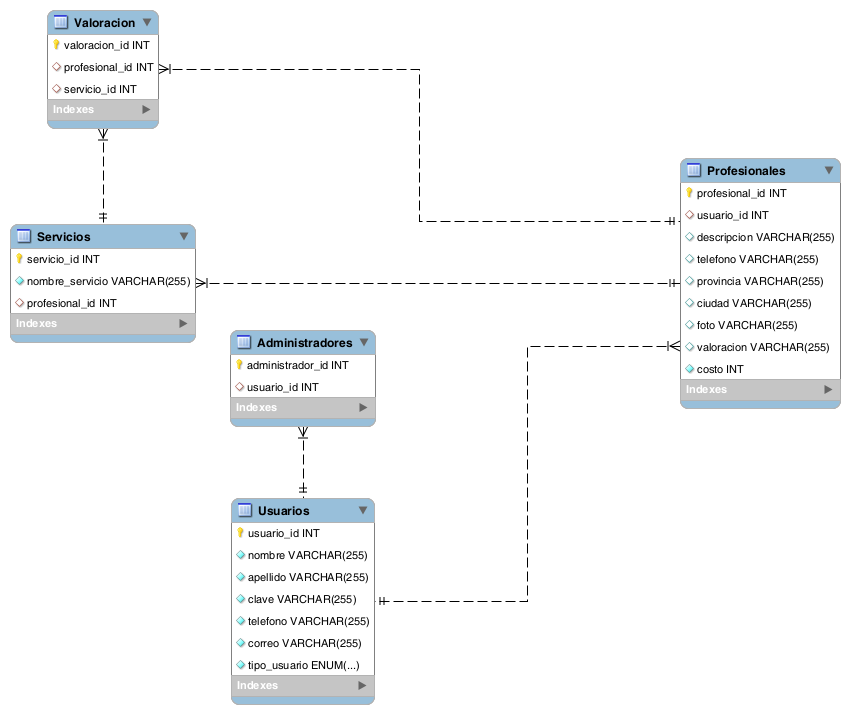 Valoracion
valoracion_id INT
profesional_id INT
servicio_id INT
Indexes
Profesionales
profesional_id INT
usuario_id INT
descripcion VARCHAR(255)
telefono VARCHAR(255)
provincia VARCHAR(255)
ciudad VARCHAR(255)
foto VARCHAR(255)
valoracion VARCHAR(255)
costo INT
Indexes
Servicios
servicio_id INT
nombre_servicio VARCHAR(255)
profesional_id INT
Indexes
Administradores
administrador_id INT
usuario_id INT
Indexes
Usuarios
usuario_id INT
nombre VARCHAR(255)
apellido VARCHAR(255)
clave VARCHAR(255)
telefono VARCHAR(255)
correo VARCHAR(255)
tipo_usuario ENUM(...)
Indexes